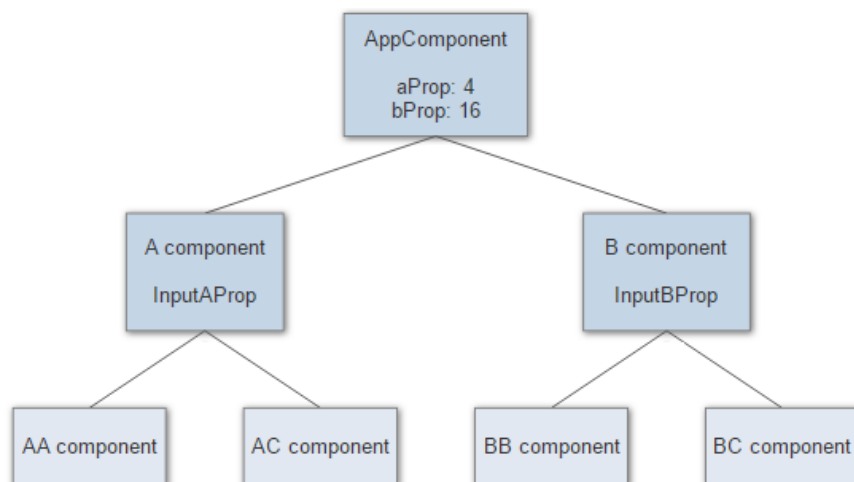 AppComponent
aProp: 4
bProp: 16
A component
InputAProp
B component
InputBProp
AA component
AC component
BB component
BC component